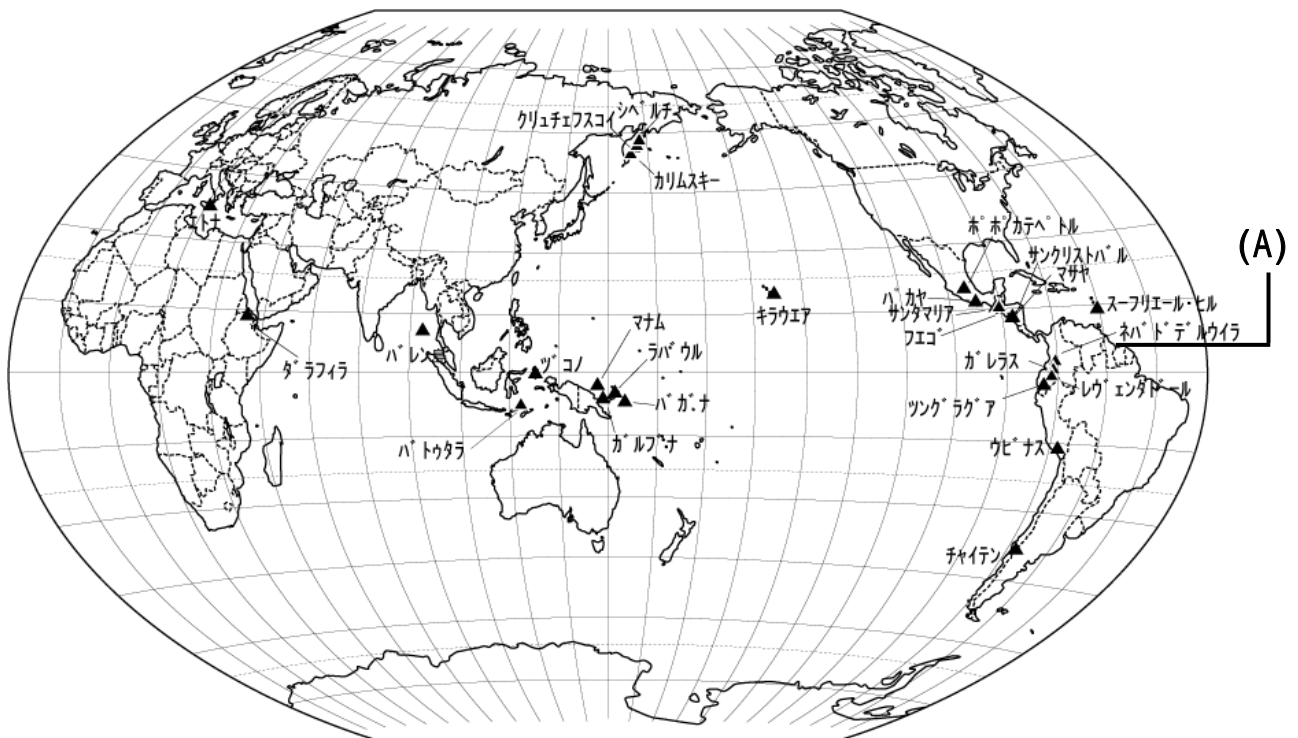 クリュチェフスコイ
シベルチ
カリムスキー
(A)
ポポカテペトル
サンクリストバル
マサヤ
キラウエア
パカヤ
サンタマリア
フエゴ
スーフリエール・ヒル
ネバドデルウイラ
マナム
ラバウル
ダラフィラ
バレン
ヅコノ
ガレラス
バガナ
レヴェンタドール
ツングラグア
バトゥタラ
ガルブナ
ウビナス
チャイテン